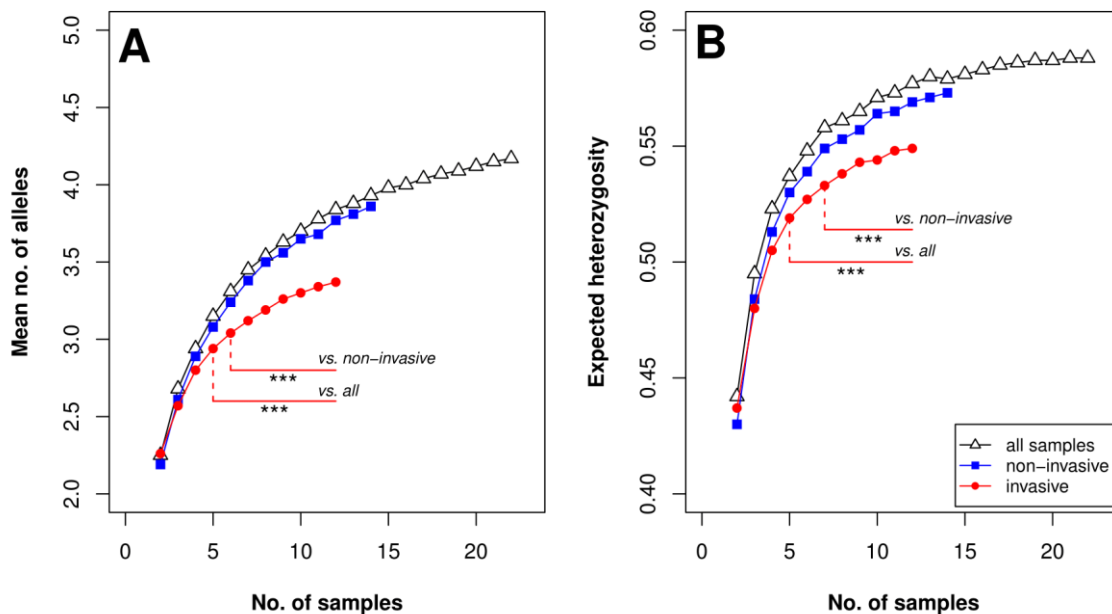 A
Mean no. of alleles
5.0
4.5
4.0
3.5
3.0
2.5
2.0
vs. non−invasive
***
vs. all
***
0 5 10 15 20
No. of samples
B
Expected heterozygosity
0.60
0.55
0.50
0.45
0.40
vs. non−invasive
***
vs. all
***
all samples
non−invasive
invasive
0 5 10 15 20
No. of samples